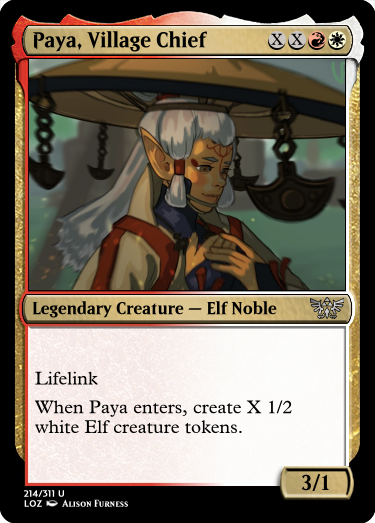 Paya, Village Chief XXRW
Legendary Creature — Elf Noble
Lifelink
When Paya enters, create X 1/2
white Elf creature tokens.
3/1
214/311 U
LOZ Alison Furness